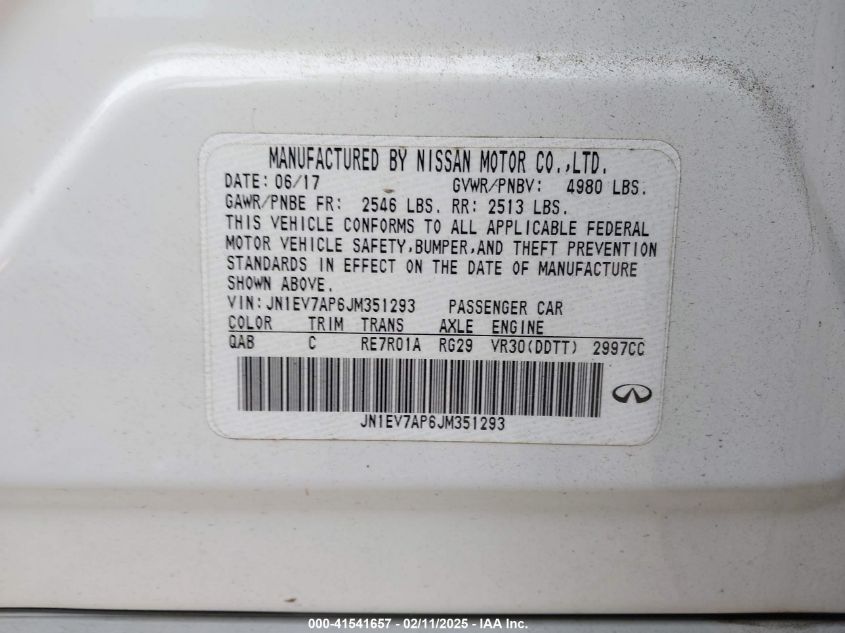 MANUFACTURED BY NISSAN MOTOR CO.,LTD.
DATE: 06/17 GVWR/PNBV: 4980 LBS.
GAWR/PNBE FR: 2546 LBS. RR: 2513 LBS.
THIS VEHICLE CONFORMS TO ALL APPLICABLE FEDERAL
MOTOR VEHICLE SAFETY,BUMPER,AND THEFT PREVENTION
STANDARDS IN EFFECT ON THE DATE OF MANUFACTURE
SHOWN ABOVE.
VIN:JN1EV7AP6JM351293 PASSENGER CAR
COLOR TRIM TRANS AXLE ENGINE
QAB C RE7R01A RG29 VR30(DDTT) 2997CC
JN1EV7AP6JM351293
000-41541657 - 02/11/2025 - IAA Inc.